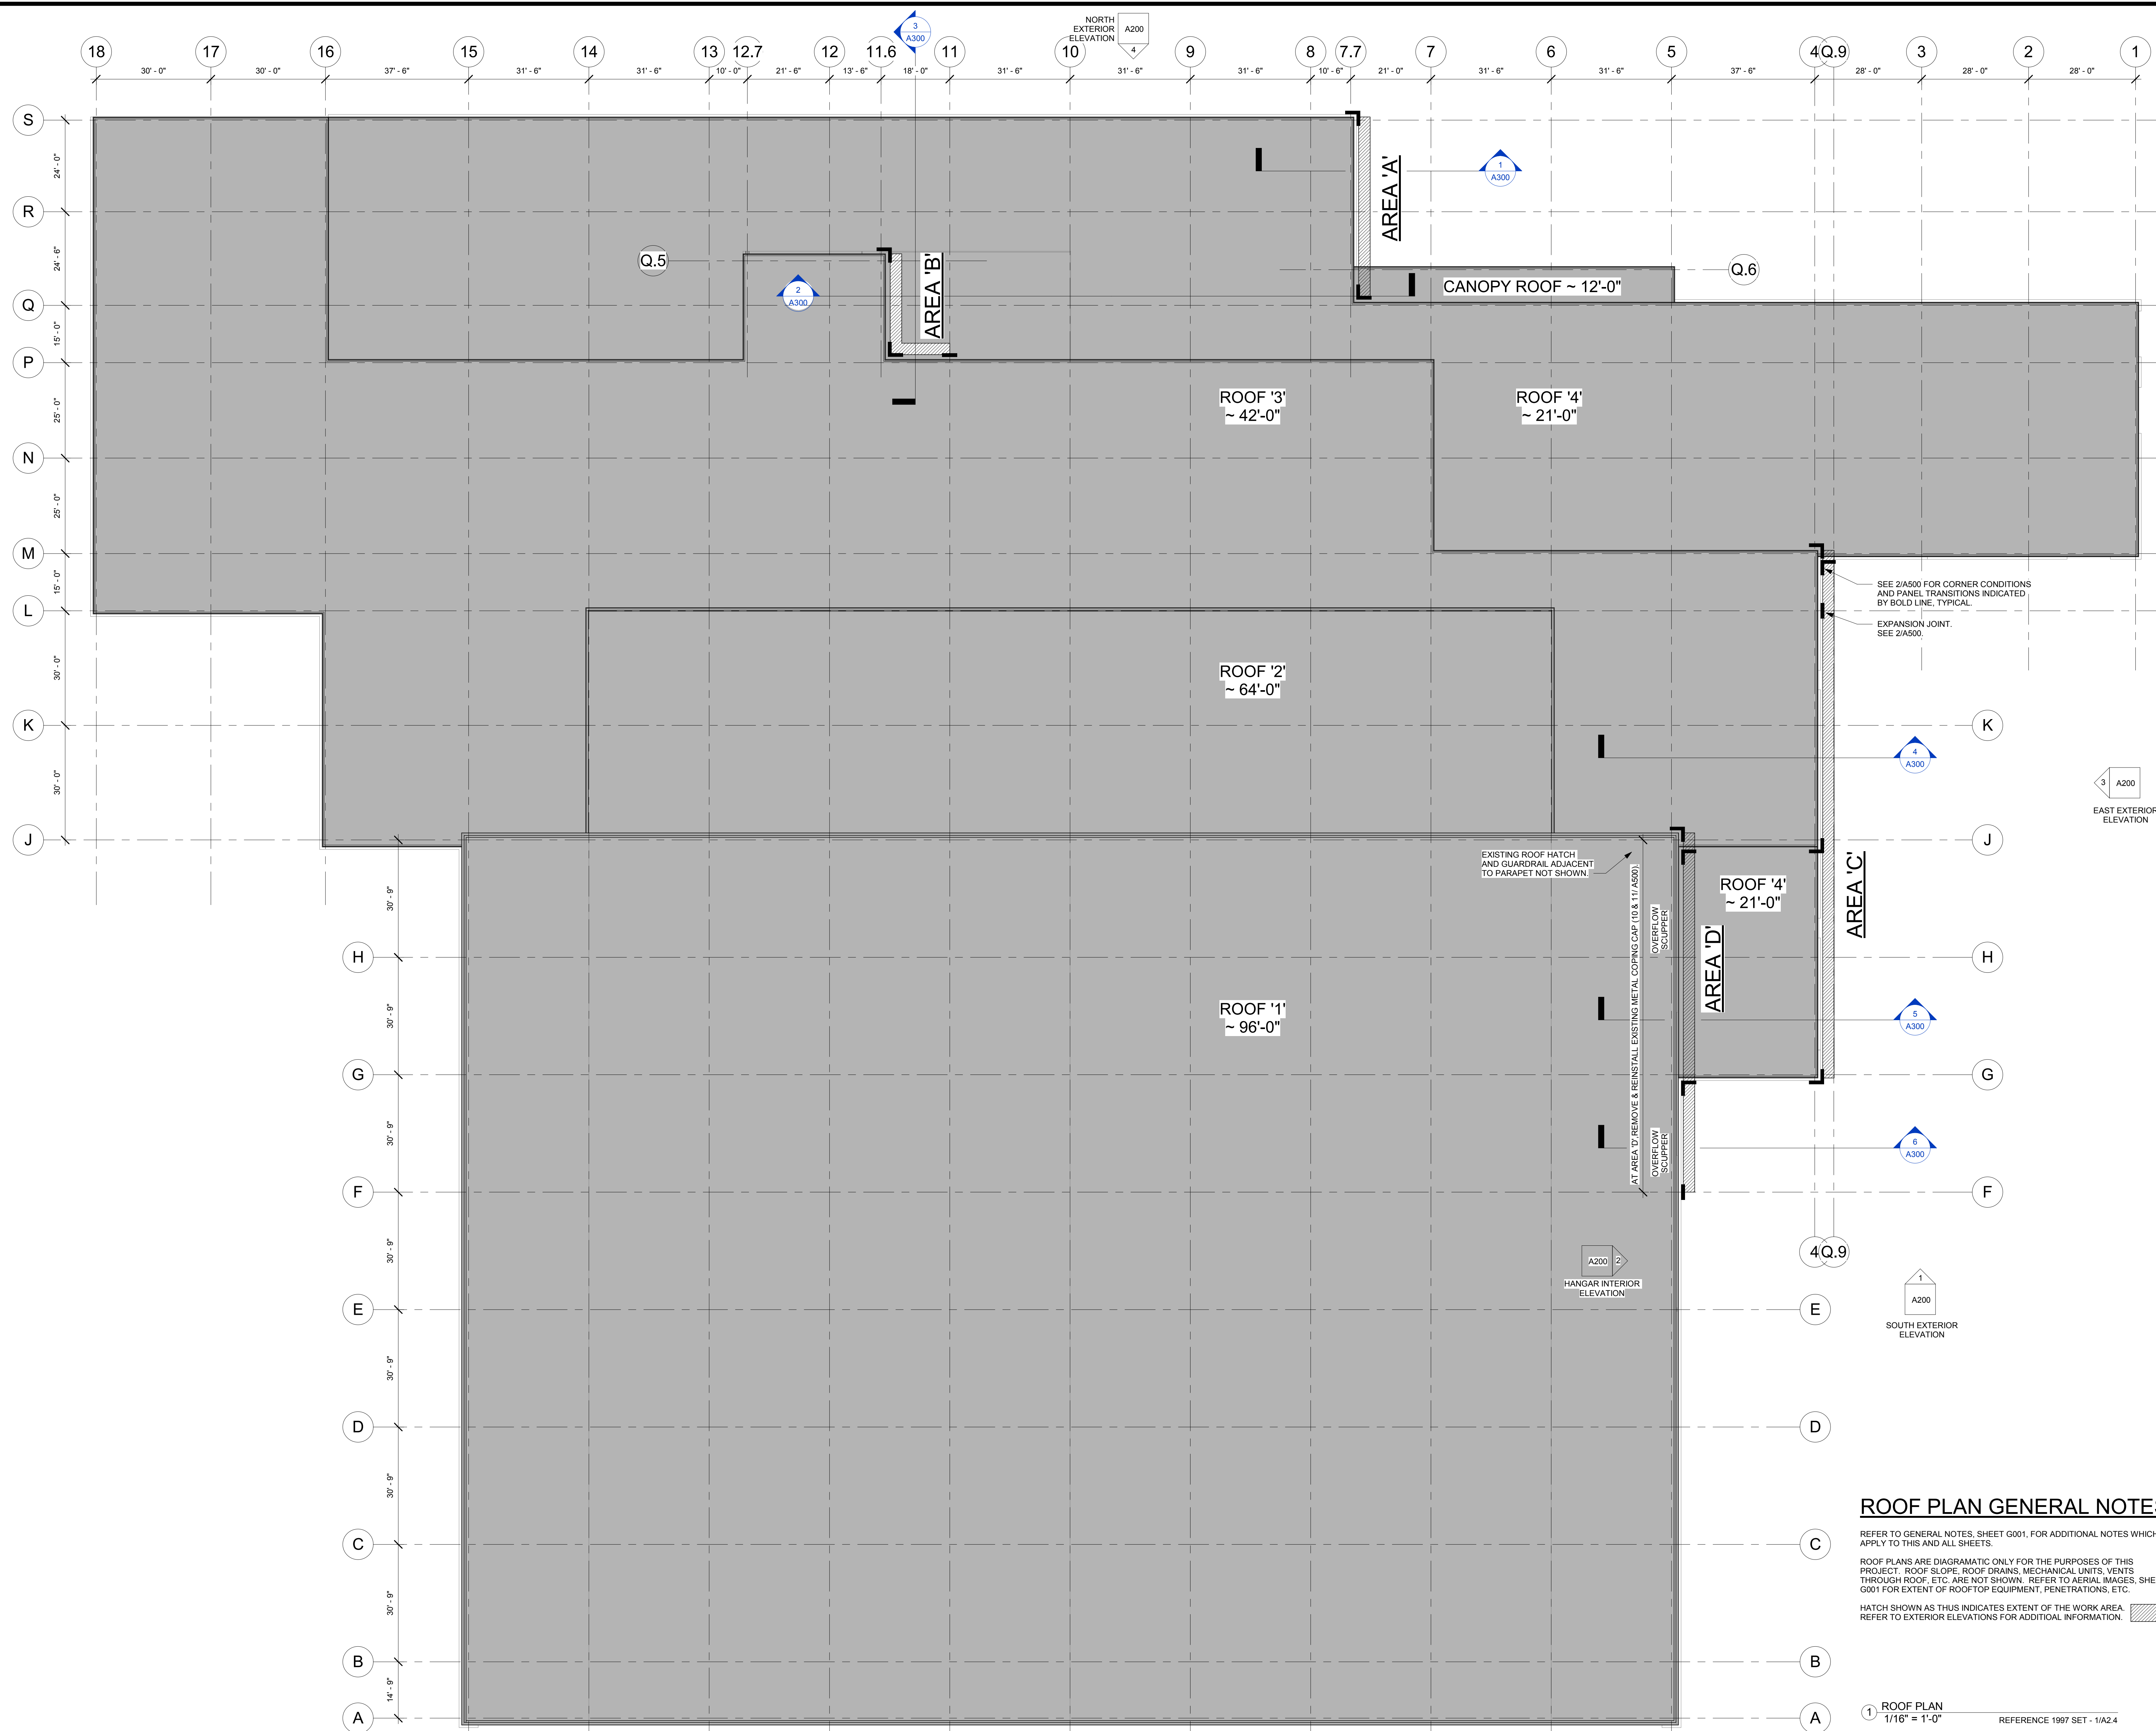 NORTH
EXTERIOR
ELEVATION
A200
4
3
A300
18 17 16 15 14 13 12.7 12 11.6 11 10 9 8 7.7 7 6 5 4 Q.9 3 2 1
30' - 0" 30' - 0" 37' - 6" 31' - 6" 31' - 6" 10' - 0" 21' - 6" 13' - 6" 18' - 0" 31' - 6" 31' - 6" 31' - 6" 10' - 6" 21' - 0" 31' - 6" 31' - 6" 37' - 6" 28' - 0" 28' - 0" 28' - 0"
S
24' - 0"
1
A300
AREA 'A'
R
24' - 6"
Q.5
AREA 'B'
Q.6
2
A300
CANOPY ROOF ~ 12'-0"
Q
15' - 0"
P
25' - 0"
ROOF '3'
~ 42'-0"
ROOF '4'
~ 21'-0"
N
25' - 0"
M
15' - 0"
SEE 2/A500 FOR CORNER CONDITIONS
AND PANEL TRANSITIONS INDICATED
BY BOLD LINE, TYPICAL.
L
EXPANSION JOINT.
SEE 2/A500.
30' - 0"
ROOF '2'
~ 64'-0"
K
K
4
A300
30' - 0"
3
A200
EAST EXTERIOR
ELEVATION
J
J
EXISTING ROOF HATCH
AND GUARDRAIL ADJACENT
TO PARAPET NOT SHOWN.
30' - 9"
ROOF '4'
~ 21'-0"
AREA 'C'
AT AREA 'D',REMOVE & REINSTALL EXISTING METAL COPING CAP (10 & 11/ A500).
OVERFLOW
SCUPPER
AREA 'D'
H
H
30' - 9"
ROOF '1'
~ 96'-0"
5
A300
G
G
30' - 9"
OVERFLOW
SCUPPER
6
A300
F
F
30' - 9"
4 Q.9
A200
2
HANGAR INTERIOR
ELEVATION
1
A200
SOUTH EXTERIOR
ELEVATION
E
E
30' - 9"
D
D
30' - 9"
C
C
30' - 9"
B
B
14' - 9"
A
A
ROOF PLAN GENERAL NOTES
REFER TO GENERAL NOTES, SHEET G001, FOR ADDITIONAL NOTES WHICH
APPLY TO THIS AND ALL SHEETS.
ROOF PLANS ARE DIAGRAMATIC ONLY FOR THE PURPOSES OF THIS
PROJECT. ROOF SLOPE, ROOF DRAINS, MECHANICAL UNITS, VENTS
THROUGH ROOF, ETC. ARE NOT SHOWN. REFER TO AERIAL IMAGES, SHE
G001 FOR EXTENT OF ROOFTOP EQUIPMENT, PENETRATIONS, ETC.
HATCH SHOWN AS THUS INDICATES EXTENT OF THE WORK AREA.
REFER TO EXTERIOR ELEVATIONS FOR ADDITIOAL INFORMATION.
1
ROOF PLAN
1/16" = 1'-0"
REFERENCE 1997 SET - 1/A2.4